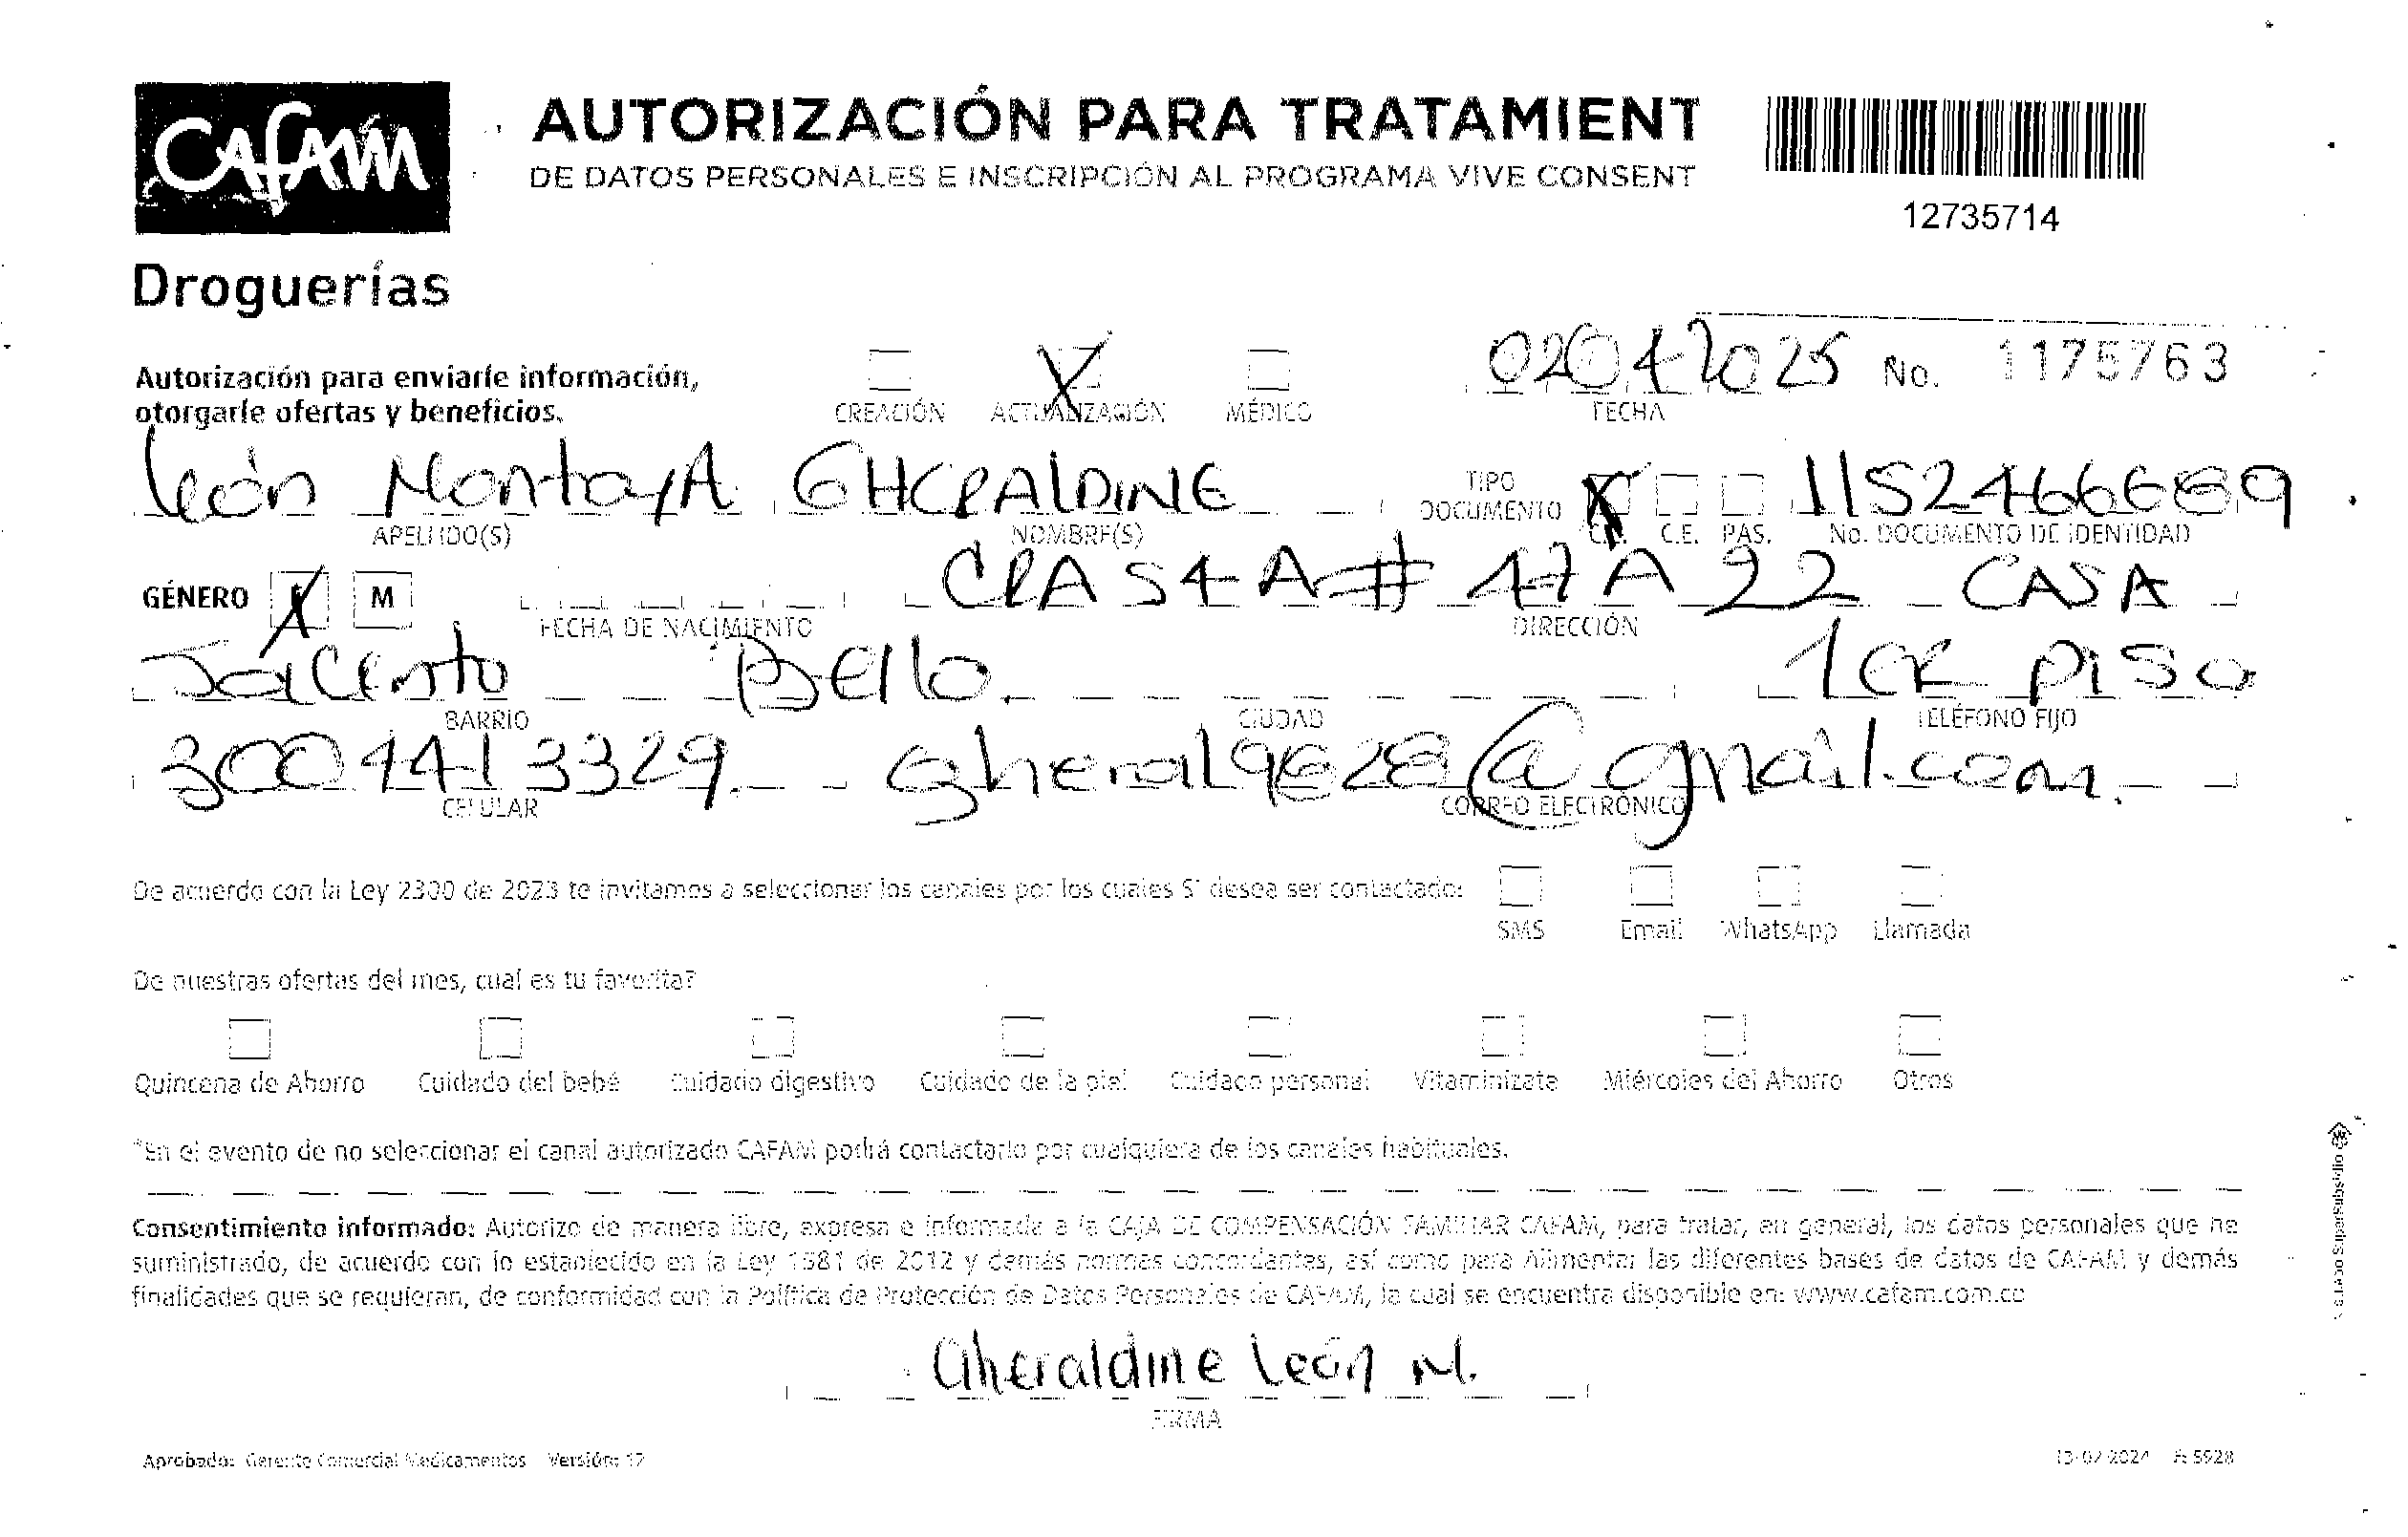 CAFAM
AUTORIZACIÓN PARA TRATAMIENT
DE DATOS PERSONALES E INSCRIPCIÓN AL PROGRAMA VIVE CONSENT
12735714
Droguerías
Autorización para enviarle información,
otorgarle ofertas y beneficios.
CREACIÓN ACTUALIZACIÓN MÉDICO
02042025 No. 1175763
FECHA
León Montoya GHERALDINE TIPO DOCUMENTO X 1152466689
APELLIDO(S) NOMBRE(S) C.C. C.E. PAS. No. DOCUMENTO DE IDENTIDAD
GÉNERO X M CRA 54 A # 47 A 22 CASA
FECHA DE NACIMIENTO DIRECCIÓN
Jacinto Bello 1ER piso
BARRIO CIUDAD TELÉFONO FIJO
3004413329 Gheral9628@gmail.com
CELULAR CORREO ELECTRÓNICO
De acuerdo con la Ley 2300 de 2023 te invitamos a seleccionar los canales por los cuales SI desea ser contactado:
SMS Email WhatsApp Llamada
De nuestras ofertas del mes, cual es tu favorita?
Quincena de Ahorro Cuidado del bebé Cuidado digestivo Cuidado de la piel Cuidado personal Vitaminízate Miércoles del Ahorro Otros
*En el evento de no seleccionar el canal autorizado CAFAM podrá contactarlo por cualquiera de los canales habituales.
Consentimiento informado: Autorizo de manera libre, expresa e informada a la CAJA DE COMPENSACIÓN FAMILIAR CAFAM, para tratar, en general, los datos personales que he
suministrado, de acuerdo con lo establecido en la Ley 1581 de 2012 y demás normas concordantes, así como para Alimentar las diferentes bases de datos de CAFAM y demás
finalidades que se requieran, de conformidad con la Política de Protección de Datos Personales de CAFAM, la cual se encuentra disponible en: www.cafam.com.co
Gheraldine León M.
FIRMA
Aprobado: Gerente Comercial Medicamentos Versión: 12
A 5928
SuperSubsidio